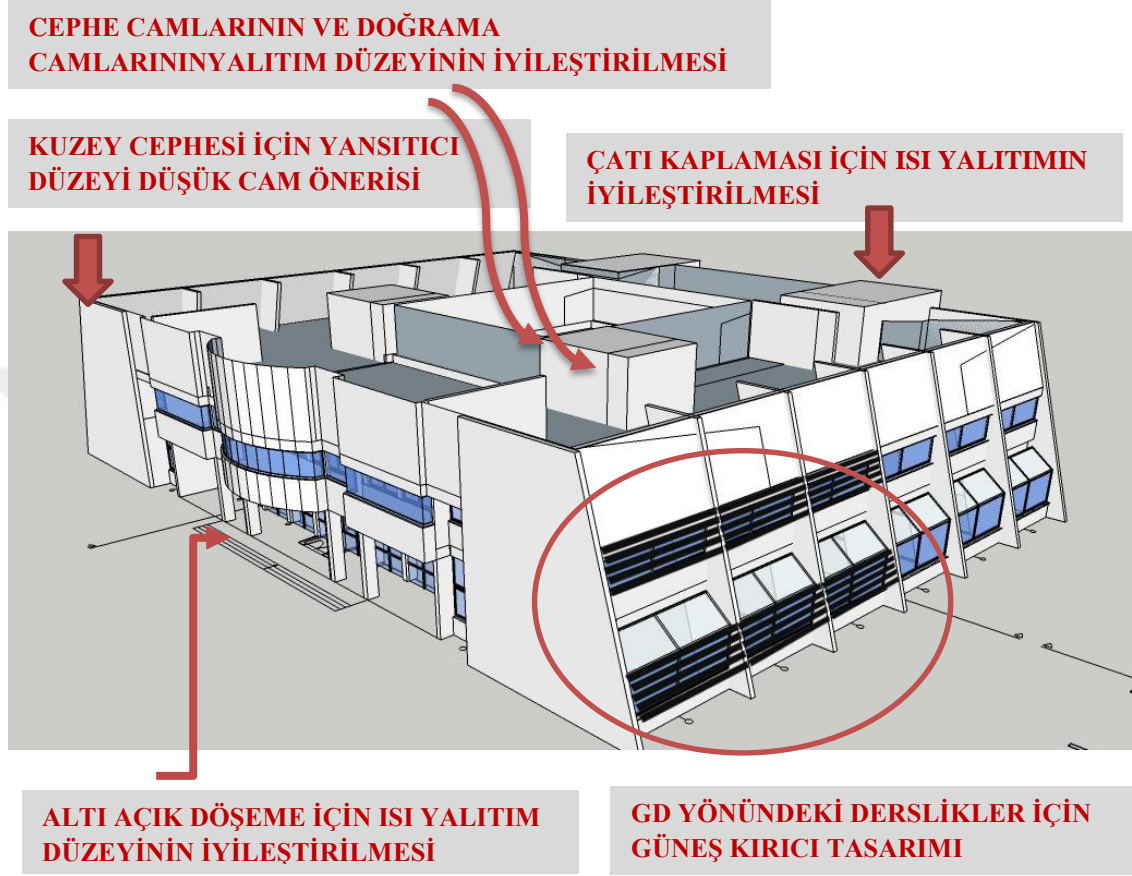 CEPHE CAMLARININ VE DOĞRAMA
CAMLARININYALITIM DÜZEYİNİN İYİLEŞTİRİLMESİ
KUZEY CEPHESİ İÇİN YANSITICI
DÜZEYİ DÜŞÜK CAM ÖNERİSİ
ÇATI KAPLAMASI İÇİN ISI YALITIMIN
İYİLEŞTİRİLMESİ
ALTI AÇIK DÖŞEME İÇİN ISI YALITIM
DÜZEYİNİN İYİLEŞTİRİLMESİ
GD YÖNÜNDEKİ DERSLİKLER İÇİN
GÜNEŞ KIRICI TASARIMI